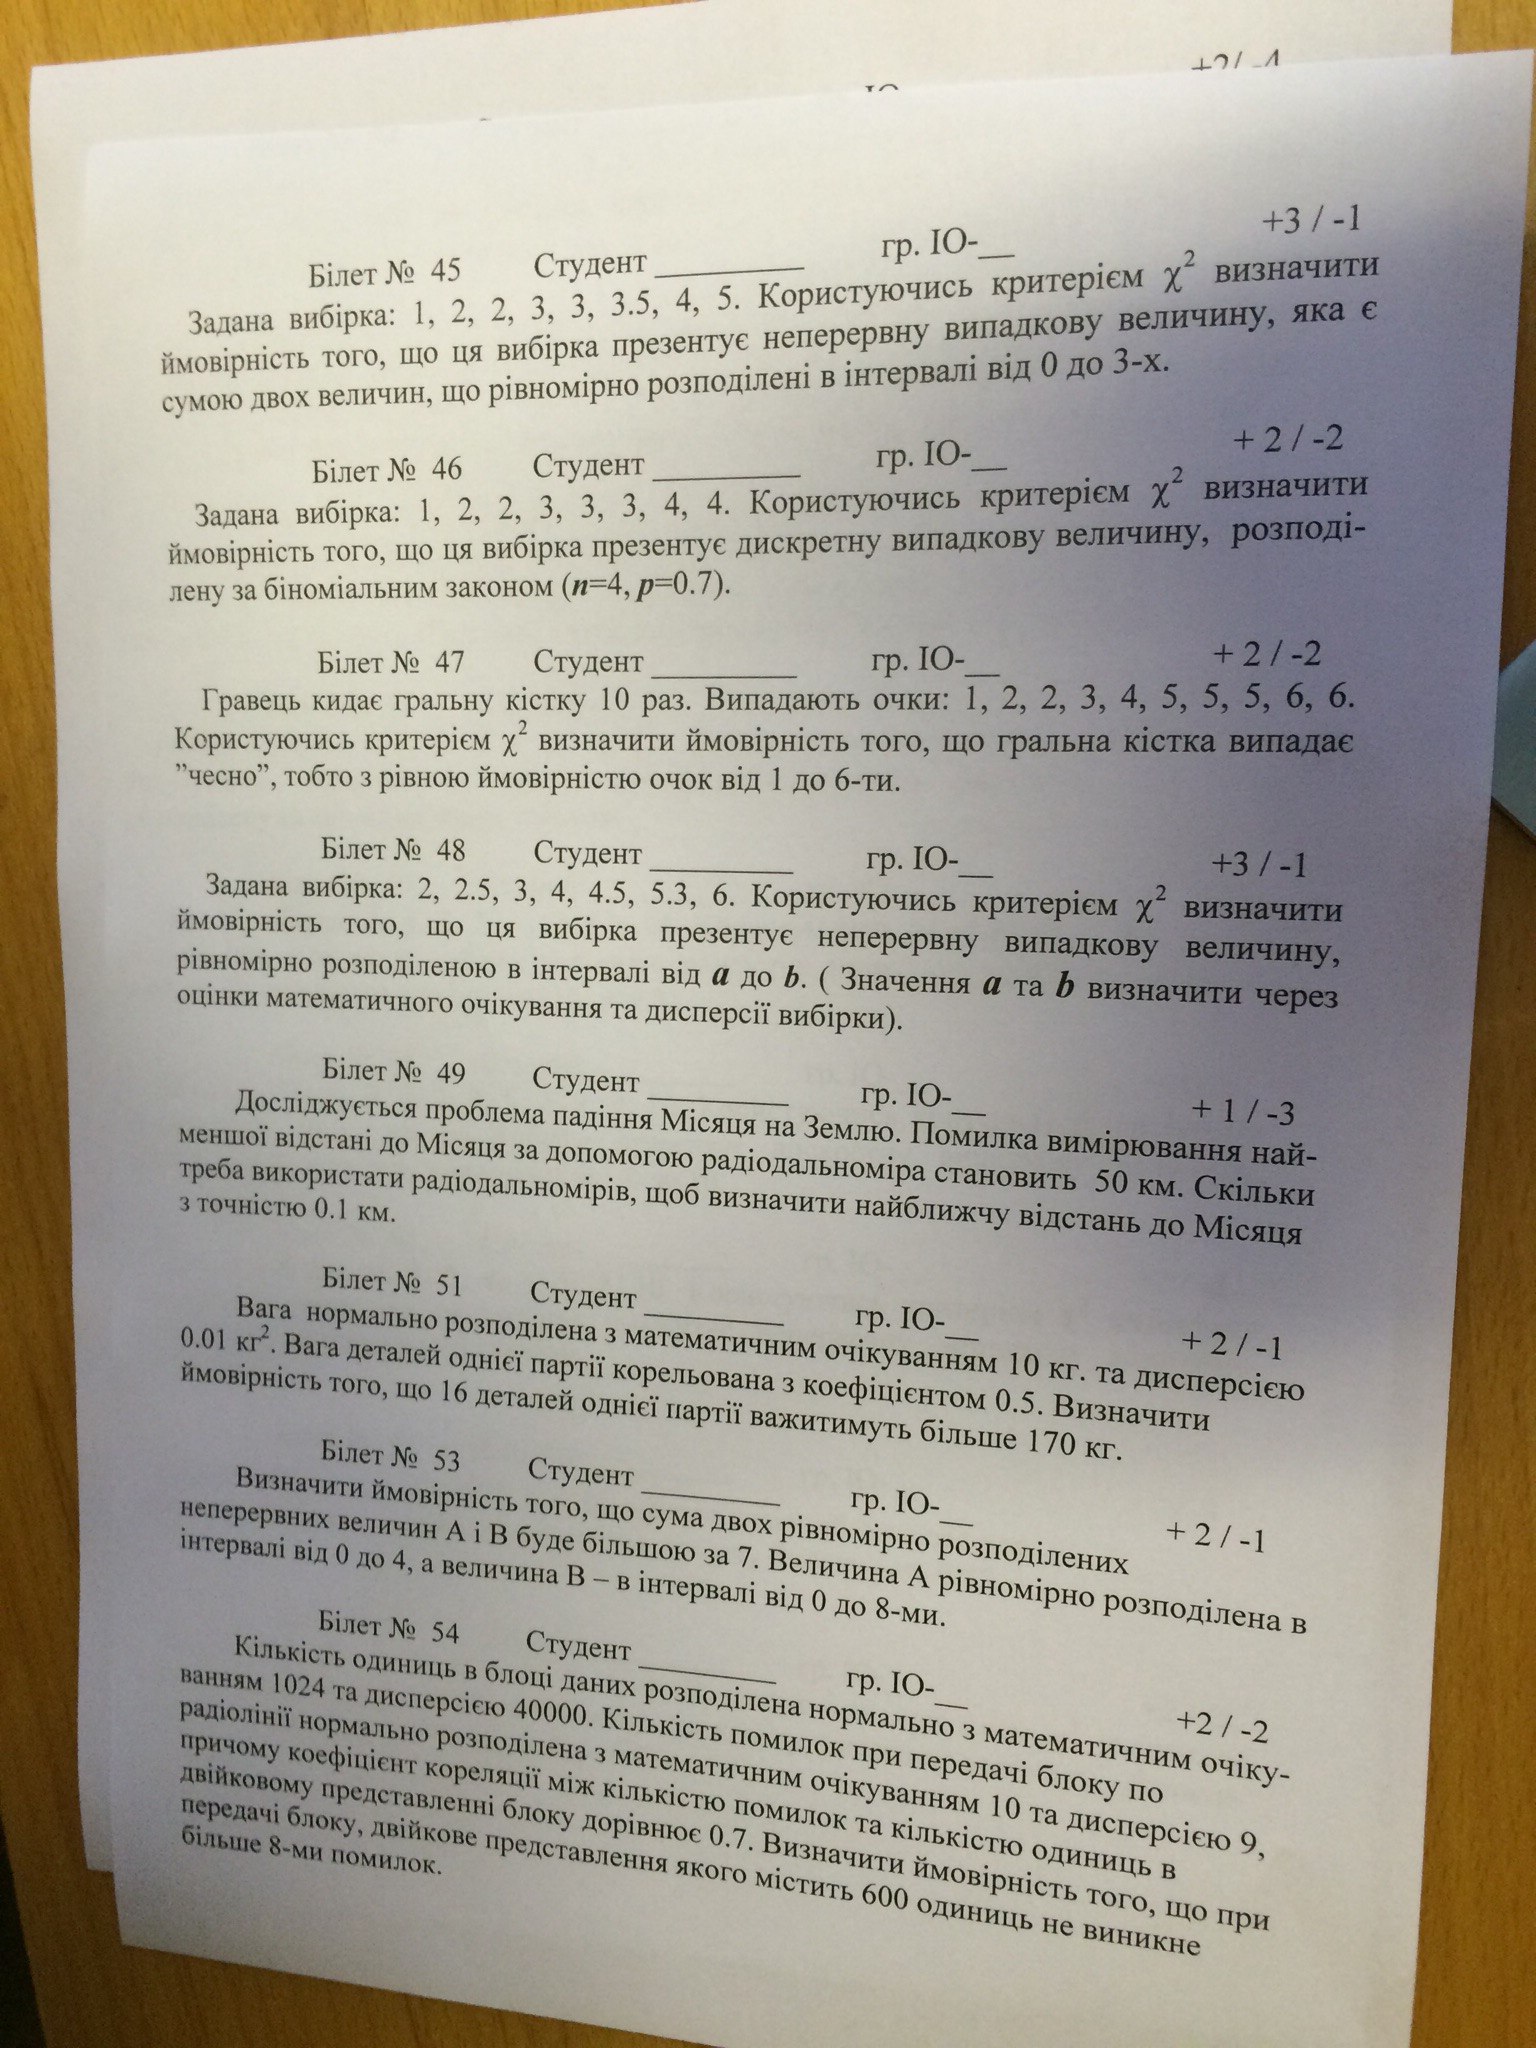 +2/ -4
Білет № 45 Студент _________ гр. ІО-__ +3 / -1
Задана вибірка: 1, 2, 2, 3, 3, 3.5, 4, 5. Користуючись критерієм χ² визначити
ймовірність того, що ця вибірка презентує неперервну випадкову величину, яка є
сумою двох величин, що рівномірно розподілені в інтервалі від 0 до 3-х.
Білет № 46 Студент _________ гр. ІО-__ + 2 / -2
Задана вибірка: 1, 2, 2, 3, 3, 3, 4, 4. Користуючись критерієм χ² визначити
ймовірність того, що ця вибірка презентує дискретну випадкову величину, розподі-
лену за біноміальним законом (n=4, p=0.7).
Білет № 47 Студент _________ гр. ІО-__ + 2 / -2
Гравець кидає гральну кістку 10 раз. Випадають очки: 1, 2, 2, 3, 4, 5, 5, 5, 6, 6.
Користуючись критерієм χ² визначити ймовірність того, що гральна кістка випадає
”чесно”, тобто з рівною ймовірністю очок від 1 до 6-ти.
Білет № 48 Студент _________ гр. ІО-__ +3 / -1
Задана вибірка: 2, 2.5, 3, 4, 4.5, 5.3, 6. Користуючись критерієм χ² визначити
ймовірність того, що ця вибірка презентує неперервну випадкову величину,
рівномірно розподіленою в інтервалі від a до b. ( Значення a та b визначити через
оцінки математичного очікування та дисперсії вибірки).
Білет № 49 Студент _________ гр. ІО-__ + 1 / -3
Досліджується проблема падіння Місяця на Землю. Помилка вимірювання най-
меншої відстані до Місяця за допомогою радіодальноміра становить 50 км. Скільки
треба використати радіодальномірів, щоб визначити найближчу відстань до Місяця
з точністю 0.1 км.
Білет № 51 Студент _________ гр. ІО-__ + 2 / -1
Вага нормально розподілена з математичним очікуванням 10 кг. та дисперсією
0.01 кг². Вага деталей однієї партії корельована з коефіцієнтом 0.5. Визначити
ймовірність того, що 16 деталей однієї партії важитимуть більше 170 кг.
Білет № 53 Студент _________ гр. ІО-__ + 2 / -1
Визначити ймовірність того, що сума двох рівномірно розподілених
неперервних величин А і В буде більшою за 7. Величина А рівномірно розподілена в
інтервалі від 0 до 4, а величина В – в інтервалі від 0 до 8-ми.
Білет № 54 Студент _________ гр. ІО-__ +2 / -2
Кількість одиниць в блоці даних розподілена нормально з математичним очіку-
ванням 1024 та дисперсією 40000. Кількість помилок при передачі блоку по
радіолінії нормально розподілена з математичним очікуванням 10 та дисперсією 9,
причому коефіцієнт кореляції між кількістю помилок та кількістю одиниць в
двійковому представленні блоку дорівнює 0.7. Визначити ймовірність того, що при
передачі блоку, двійкове представлення якого містить 600 одиниць не виникне
більше 8-ми помилок.